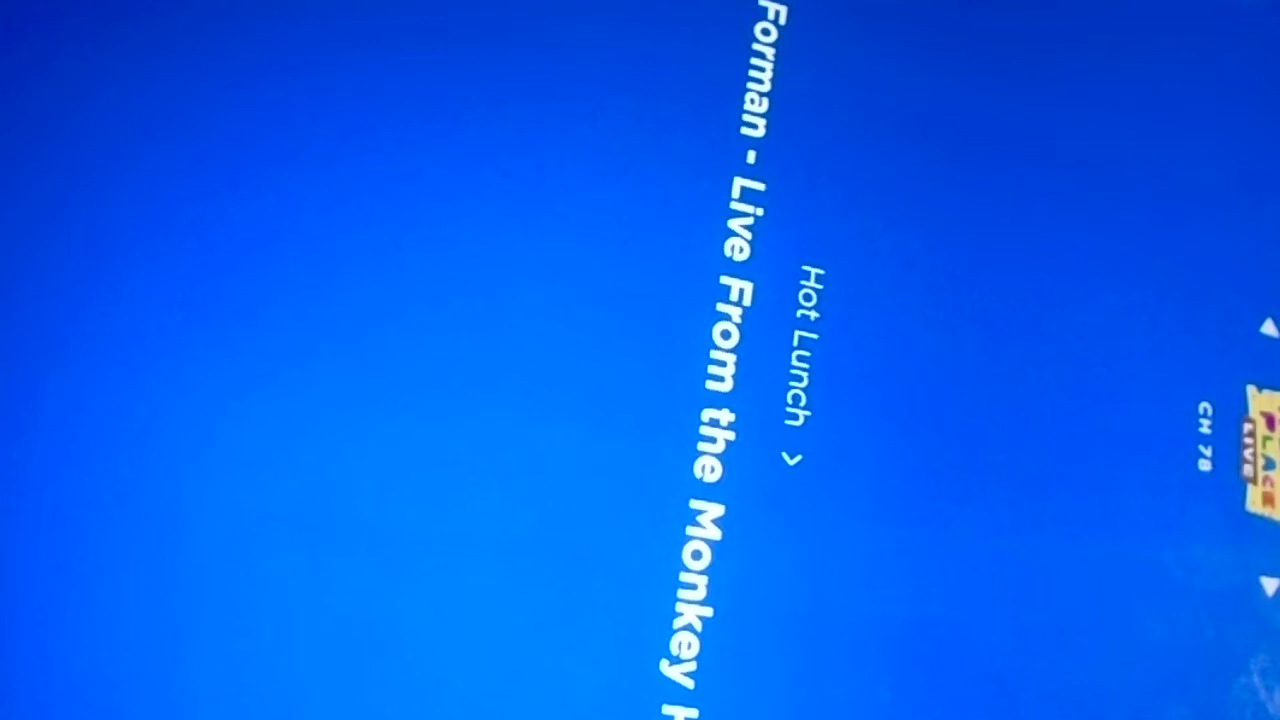 PLACE
LIVE
CH 78
Hot Lunch >
Forman - Live From the Monkey